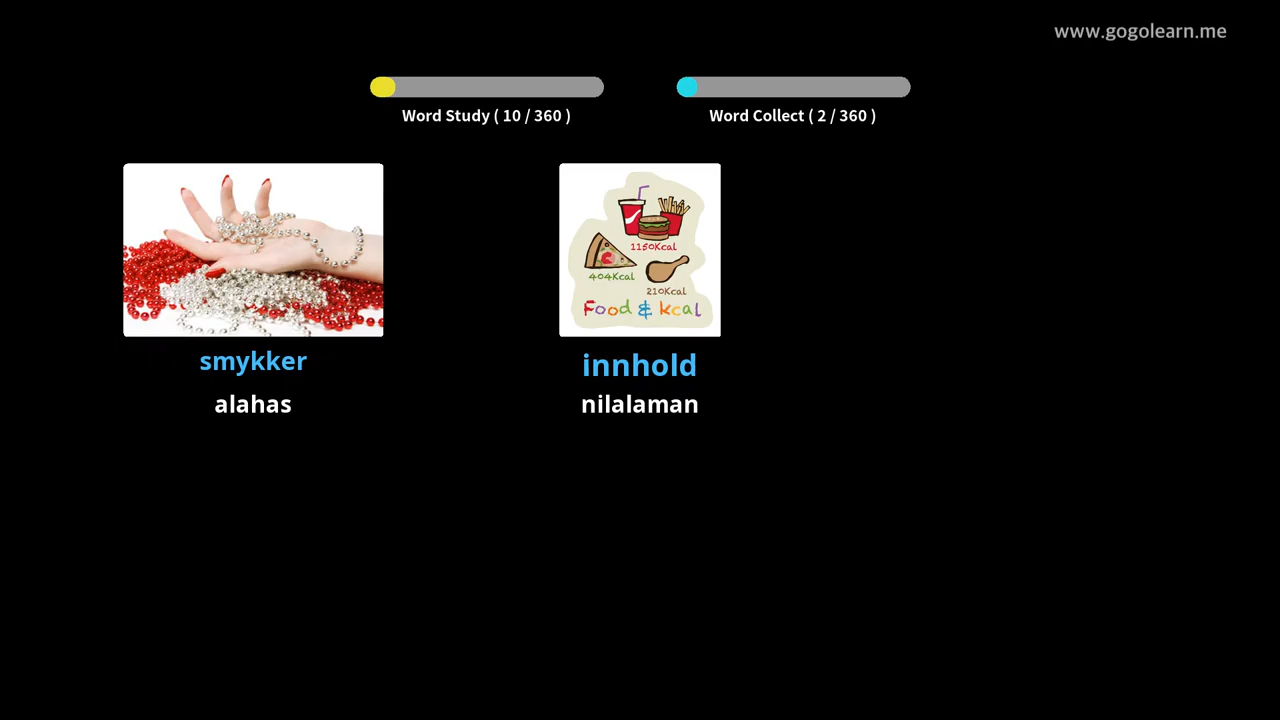 www.gogolearn.me
Word Study ( 10 / 360 )
Word Collect ( 2 / 360 )
1150Kcal
404Kcal
210Kcal
Food & kcal
smykker
innhold
alahas
nilalaman